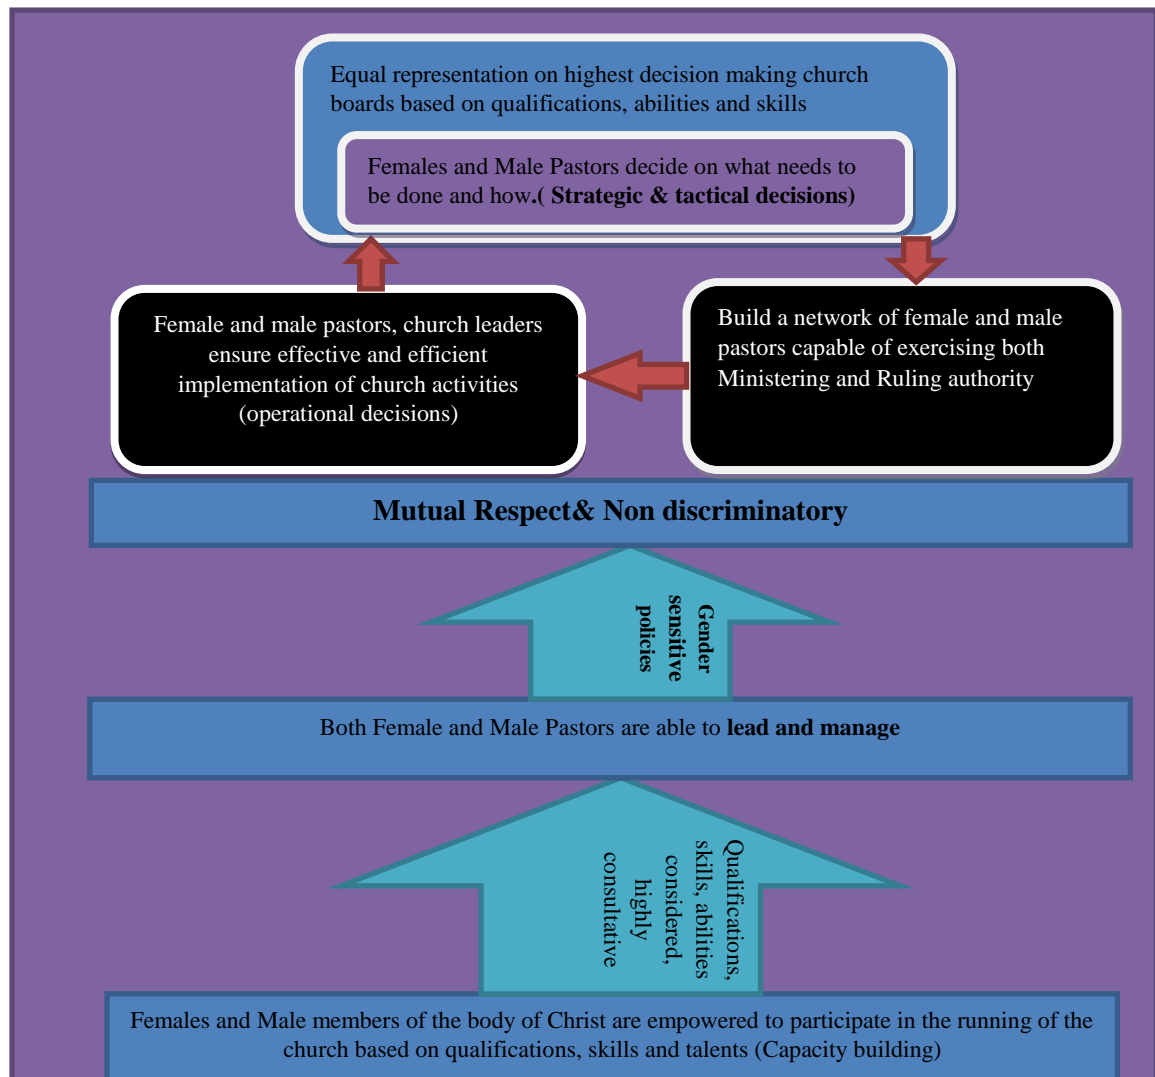 Equal representation on highest decision making church
boards based on qualifications, abilities and skills
Females and Male Pastors decide on what needs to
be done and how.( Strategic & tactical decisions)
Female and male pastors, church leaders
ensure effective and efficient
implementation of church activities
(operational decisions)
Build a network of female and male
pastors capable of exercising both
Ministering and Ruling authority
Mutual Respect& Non discriminatory
Gender
sensitive
policies
Both Female and Male Pastors are able to lead and manage
Qualifications,
skills, abilities
considered,
highly
consultative
Females and Male members of the body of Christ are empowered to participate in the running of the
church based on qualifications, skills and talents (Capacity building)